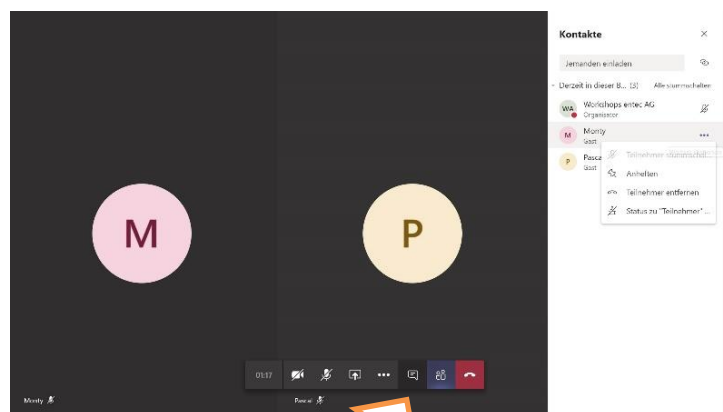 Kontakte
Jemanden einladen
Derzeit in dieser B... (3) Alle stummschalten
WA Workshops entec AG
Organisator
M Monty
Gast
P Pasca
Gast
Teilnehmer stummschalt...
Anheften
Teilnehmer entfernen
Status zu "Teilnehmer" ...
M
P
01:17
Monty
Pascal